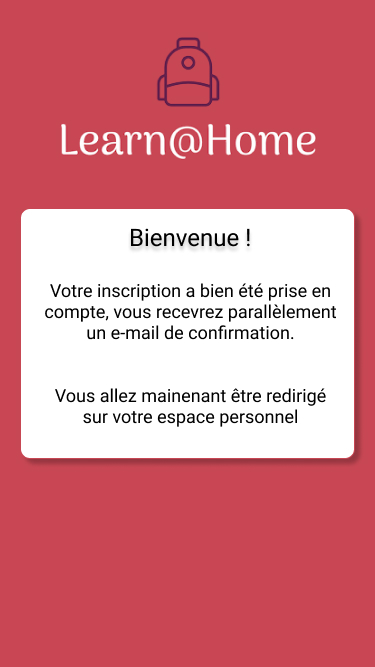 Learn@Home
Bienvenue !
Votre inscription a bien été prise en
compte, vous recevrez parallèlement
un e-mail de confirmation.
Vous allez mainenant être redirigé
sur votre espace personnel